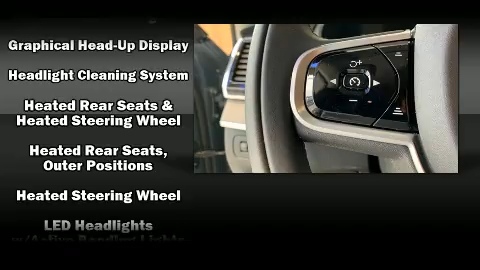 Graphical Head-Up Display
Headlight Cleaning System
Heated Rear Seats &
Heated Steering Wheel
Heated Rear Seats,
Outer Positions
Heated Steering Wheel
LED Headlights